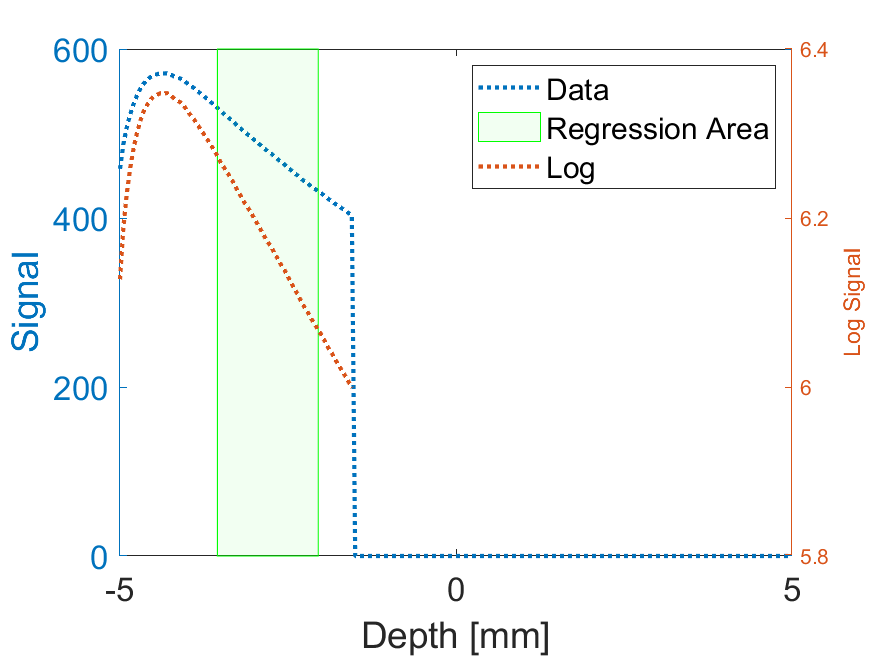 600
400
200
0
Signal
6.4
6.2
6
5.8
Log Signal
Data
Regression Area
Log
-5
0
5
Depth [mm]